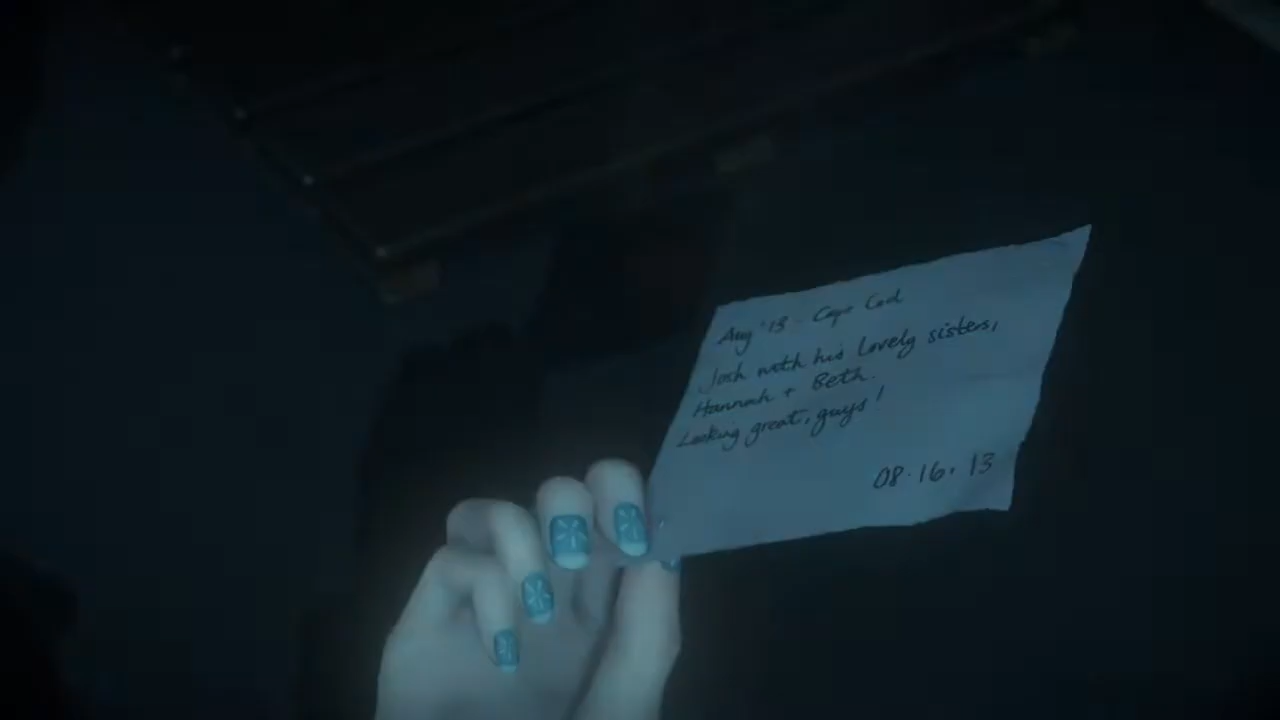 Aug '13 - Cape Cod
Josh with his lovely sisters,
Hannah + Beth.
Looking great, guys!
08.16.13